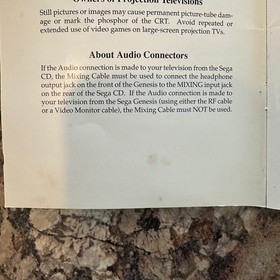 Owners of Projection Televisions
Still pictures or images may cause permanent picture-tube dam-
age or mark the phosphor of the CRT. Avoid repeated or
extended use of video games on large-screen projection TVs.
About Audio Connectors
If the Audio connection is made to your television from the Sega
CD, the Mixing Cable must be used to connect the headphone
output jack on the front of the Genesis to the MIXING input jack
on the rear of the Sega CD. If the Audio connection is made to
your television from the Sega Genesis (using either the RF cable
or a Video Monitor cable), the Mixing Cable must NOT be used.